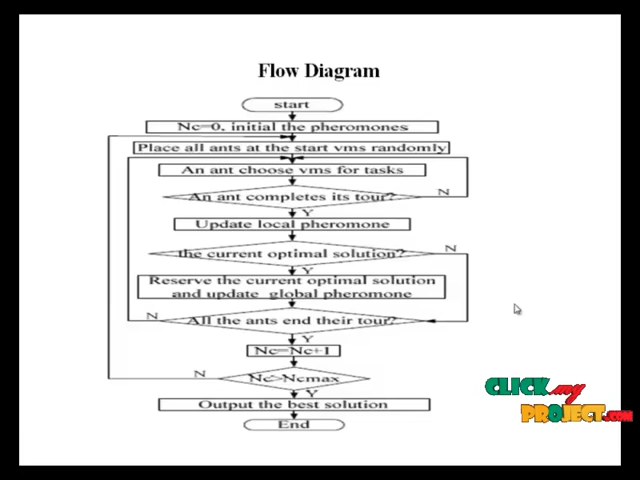 Flow Diagram
start
Nc=0, initial the pheromones
Place all ants at the start vms randomly
An ant choose vms for tasks
An ant completes its tour?
N
Y
Update local pheromone
the current optimal solution?
N
Y
Reserve the current optimal solution
and update global pheromone
All the ants end their tour?
N
Y
Nc=Nc+1
Nc>Ncmax
N
Y
Output the best solution
End
CLICK my
PROJECT.COM